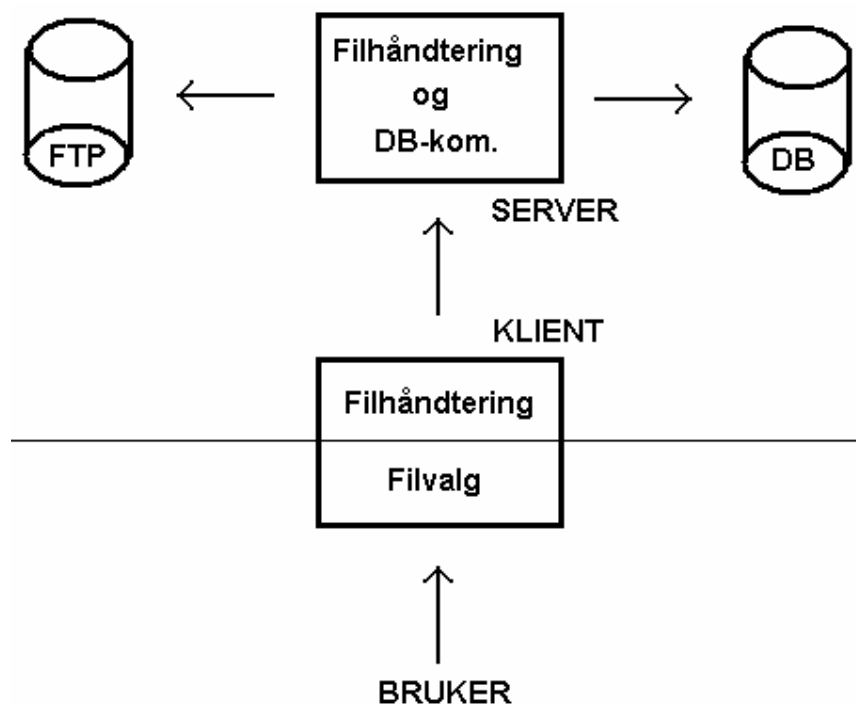 Filhåndtering
og
DB-kom.
FTP
DB
SERVER
KLIENT
Filhåndtering
Filvalg
BRUKER